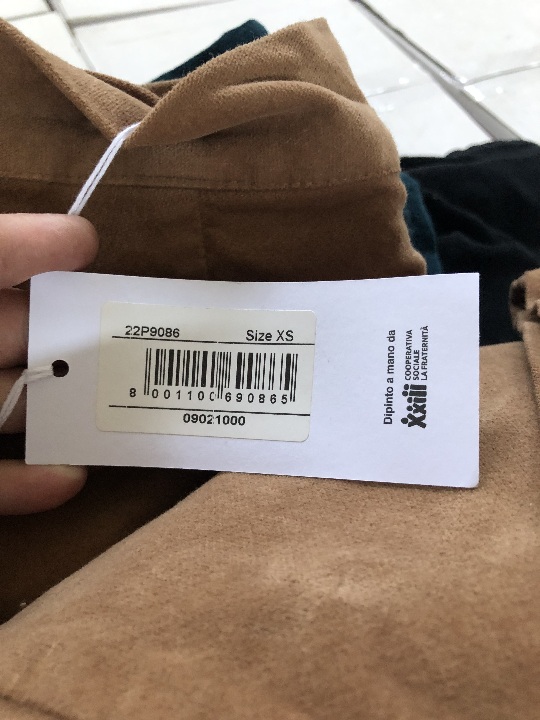 22P9086 Size XS
8 001100 690865
09021000
Dipinto a mano da
xxiii COOPERATIVA
SOCIALE
LA FRATERNITÀ